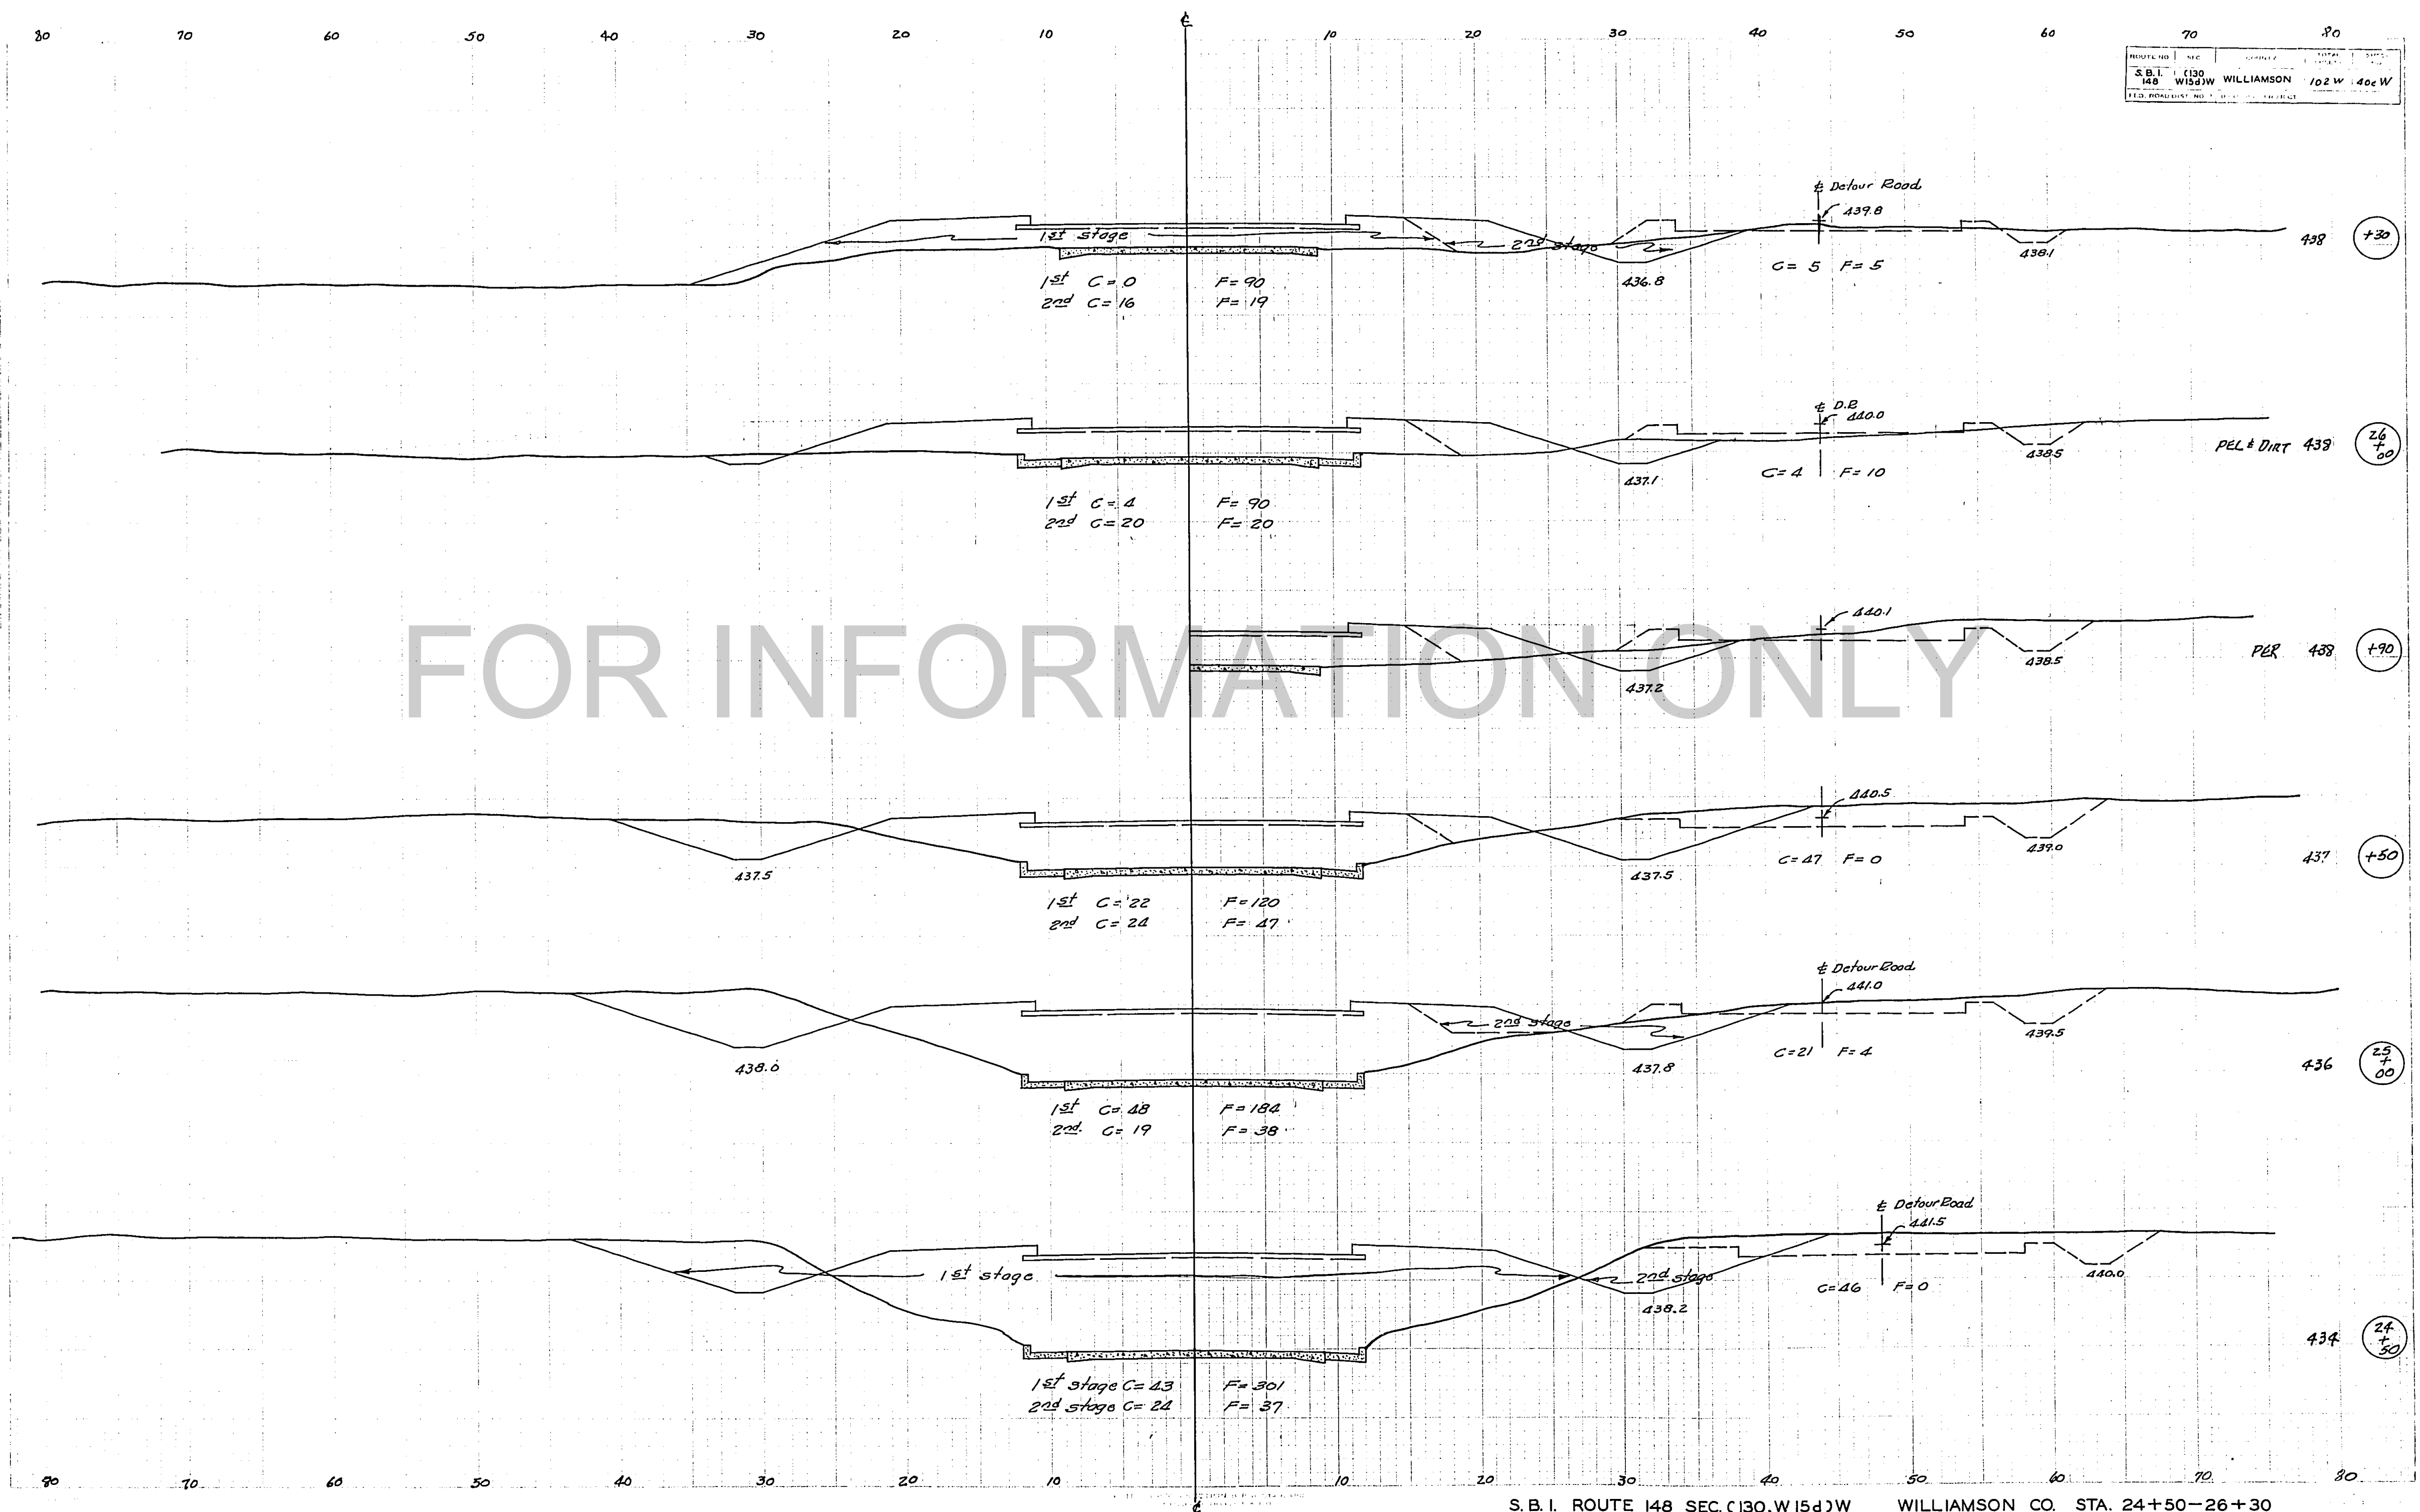 ℄
80 70 60 50 40 30 20 10 10 20 30 40 50 60 70 80
ROUTE NO. SEC. COUNTY
S.B.I. 148 (130 W15d)W WILLIAMSON 102W 40cW
℄ Detour Road
439.8
1st stage
2nd stage
438.1
438 +30
436.8
C= 5 F= 5
1st C= 0 F= 90
2nd C= 16 F= 19
℄ D.R.
440.0
438.5
PEL & DIRT 438 26+00
437.1
C= 4 F= 10
1st C= 4 F= 90
2nd C= 20 F= 20
440.1
438.5
PER 438 +90
437.2
FOR INFORMATION ONLY
440.5
439.0
437 +50
437.5
437.5
C= 47 F= 0
1st C= 22 F= 120
2nd C= 24 F= 47
℄ Detour Road
441.0
2nd stage
439.5
436 25+00
438.0
437.8
C= 21 F= 4
1st C= 48 F= 184
2nd. C= 19 F= 38
℄ Detour Road
441.5
1st stage
2nd stage
440.0
C=46 F= 0
438.2
434 24+50
1st stage C= 43 F= 301
2nd stage C= 24 F= 37
80 70 60 50 40 30 20 10 10 20 30 40 50 60 70 80
℄
S.B.I. ROUTE 148 SEC. (130,W15d)W WILLIAMSON CO. STA. 24+50-26+30